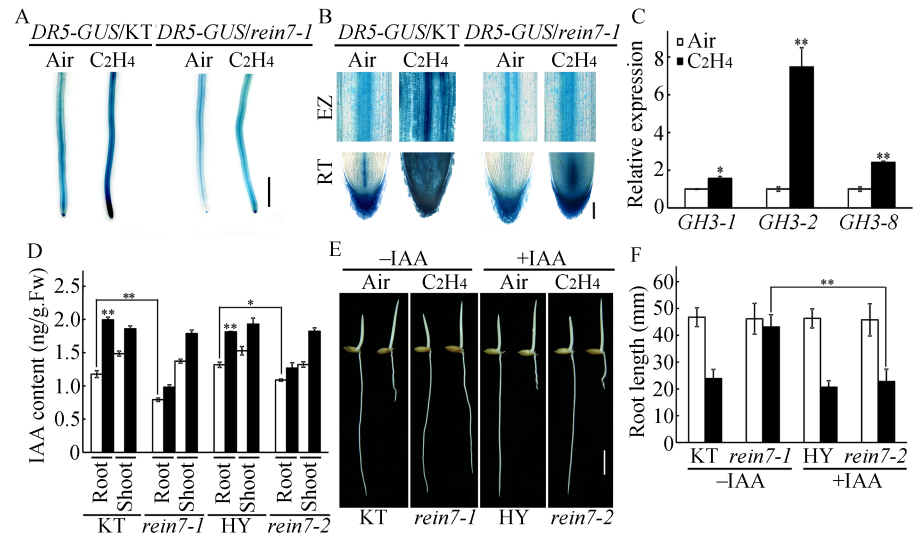 A
DR5-GUS/KT DR5-GUS/rein7-1
Air C2H4 Air C2H4
B
DR5-GUS/KT DR5-GUS/rein7-1
Air C2H4 Air C2H4
EZ
RT
C
Relative expression
8
6
4
2
0
Air
C2H4
*
**
**
GH3-1 GH3-2 GH3-8
D
IAA content (ng/g.Fw)
2.5
2.0
1.5
1.0
0.5
0
**
**
**
*
Root Shoot Root Shoot Root Shoot Root Shoot
KT rein7-1 HY rein7-2
E
–IAA +IAA
Air C2H4 Air C2H4
KT rein7-1 HY rein7-2
F
Root length (mm)
60
50
40
30
20
10
0
**
KT rein7-1 HY rein7-2
–IAA +IAA